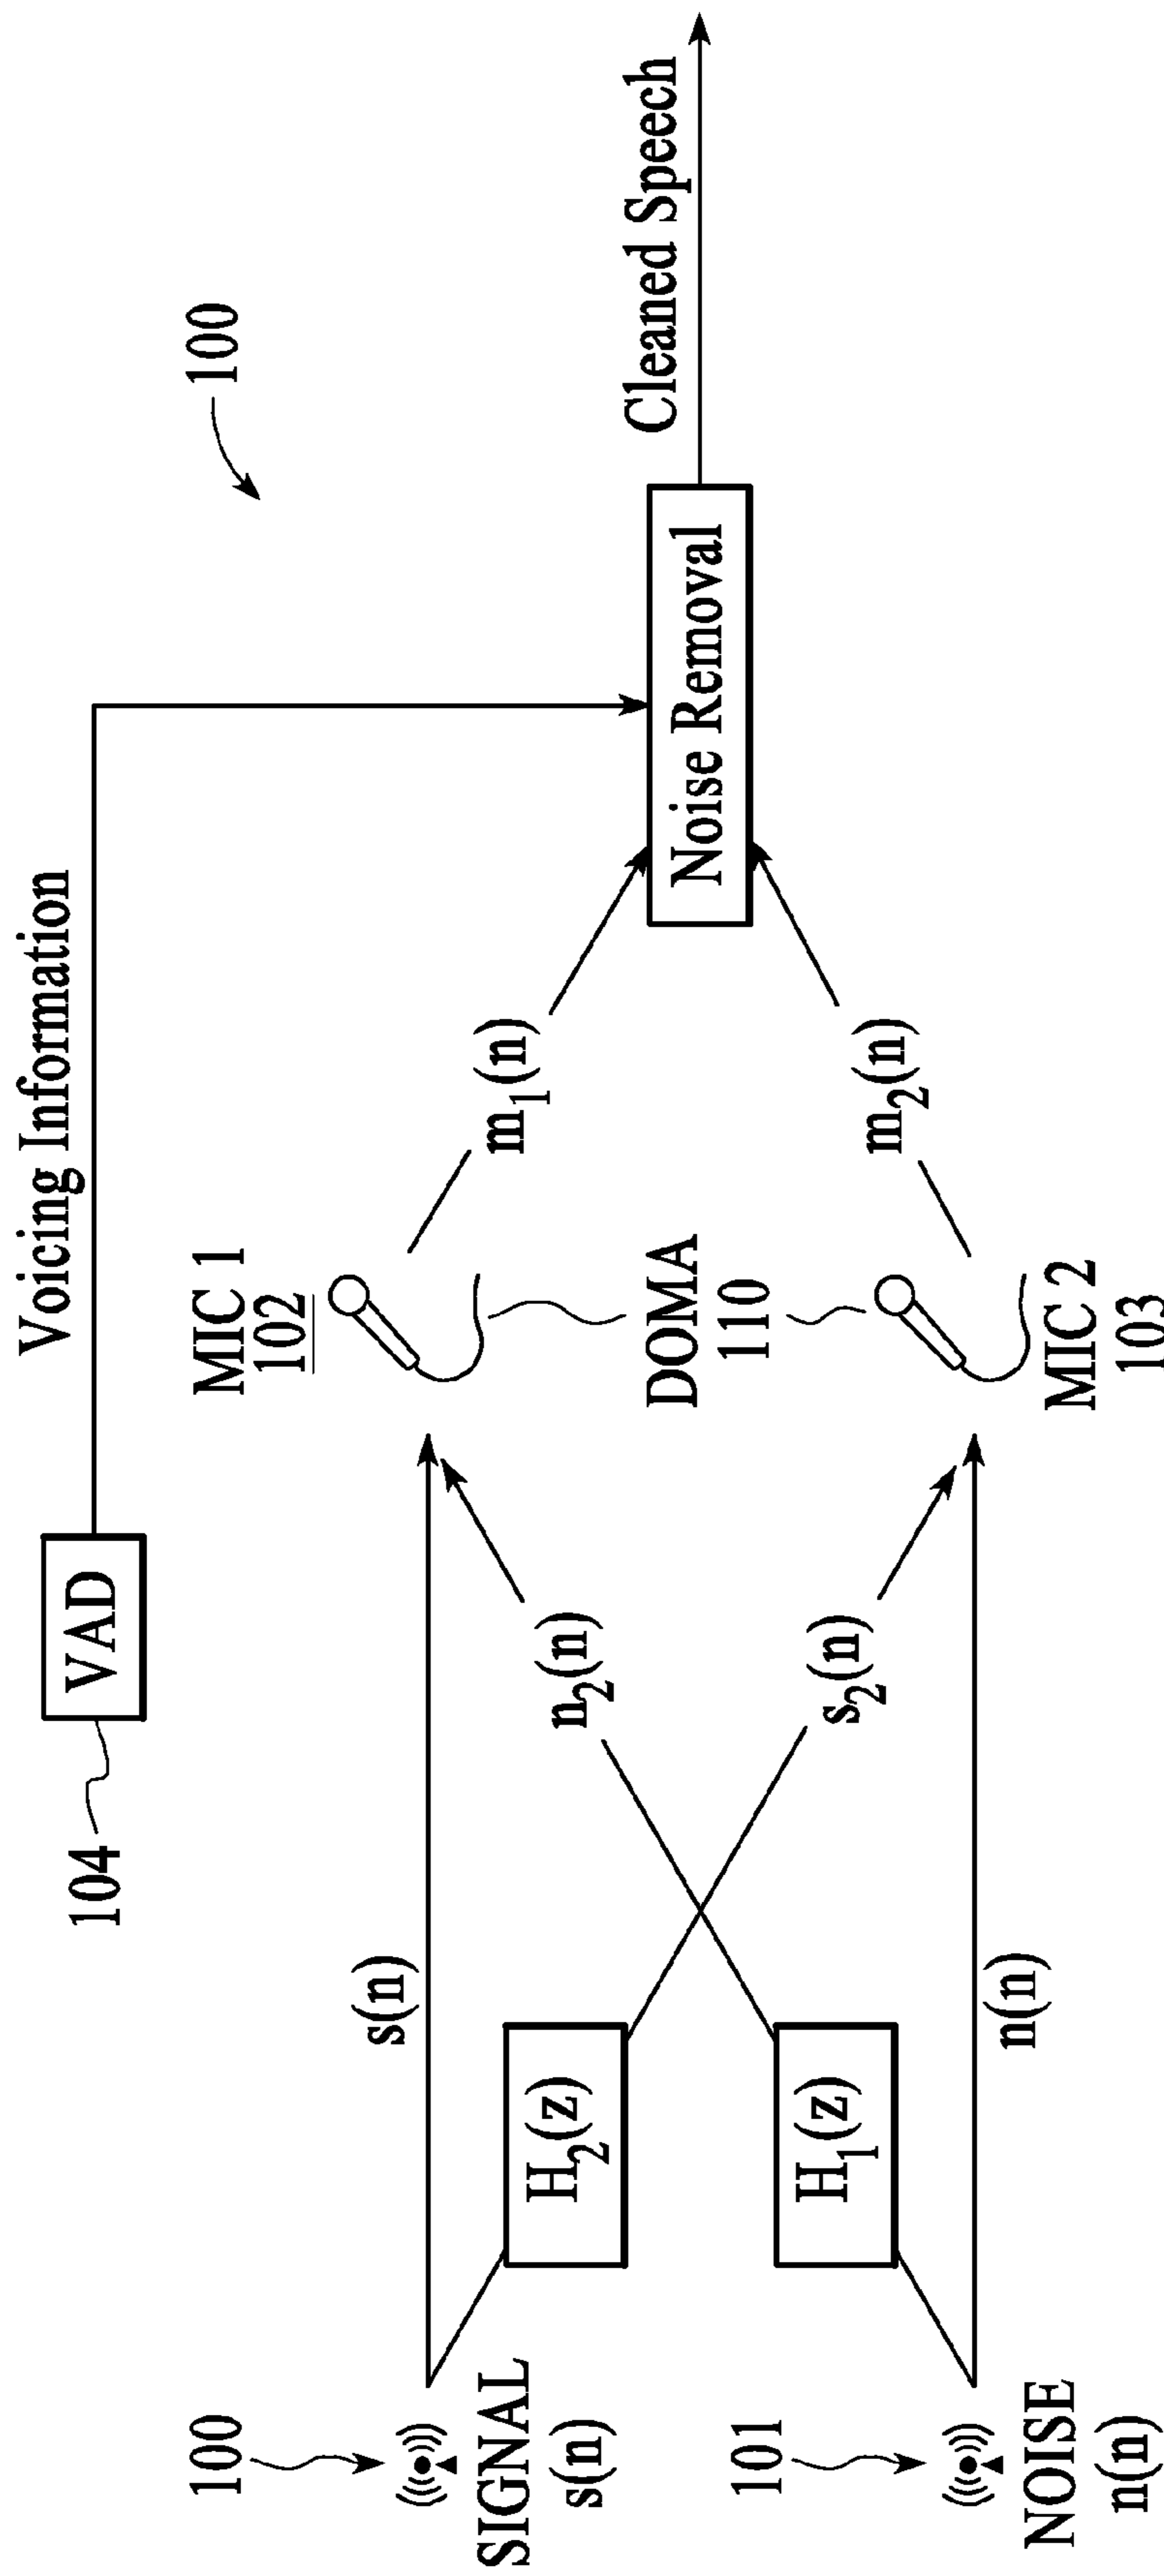 Voicing Information
104
VAD
100
MIC 1
102
s(n)
100
SIGNAL
s(n)
H2(z)
n2(n)
m1(n)
Noise Removal
Cleaned Speech
DOMA
110
H1(z)
s2(n)
m2(n)
101
NOISE
n(n)
n(n)
MIC 2
103